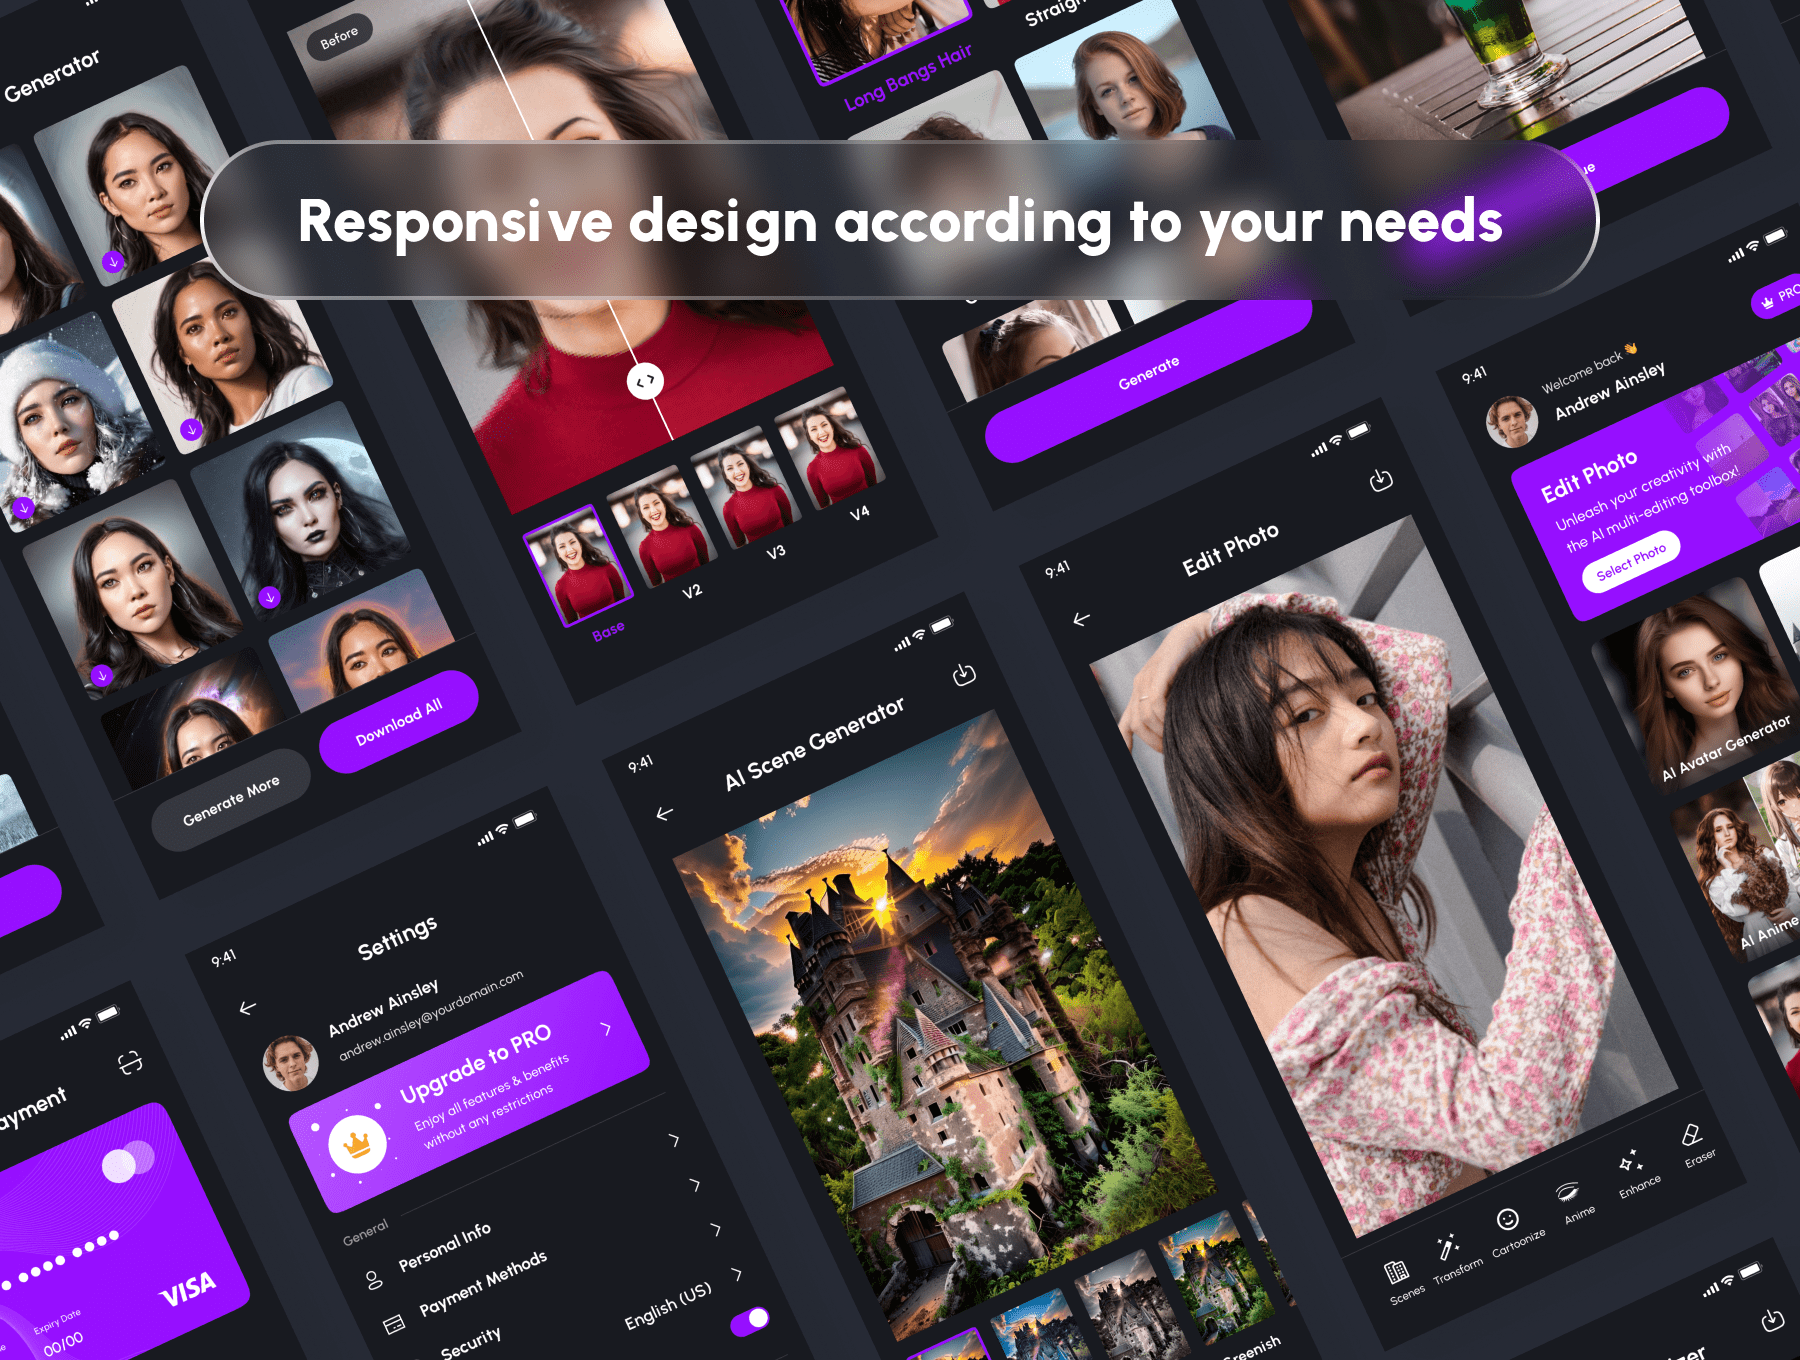 Responsive design according to your needs
Generator
Generate More
Download All
Before
Base
V2
V3
V4
Long Bangs Hair
Generate
9:41
Welcome back 👋
Andrew Ainsley
PRO
Edit Photo
Unleash your creativity with
the AI multi-editing toolbox!
Select Photo
AI Avatar Generator
AI Anime
9:41
Edit Photo
Scenes
Transform
Cartoonize
Anime
Enhance
Eraser
9:41
AI Scene Generator
9:41
Settings
Andrew Ainsley
andrew.ainsley@yourdomain.com
Upgrade to PRO
Enjoy all features & benefits
without any restrictions
General
Personal Info
Payment Methods
Security
English (US)
VISA
Expiry Date
00/00